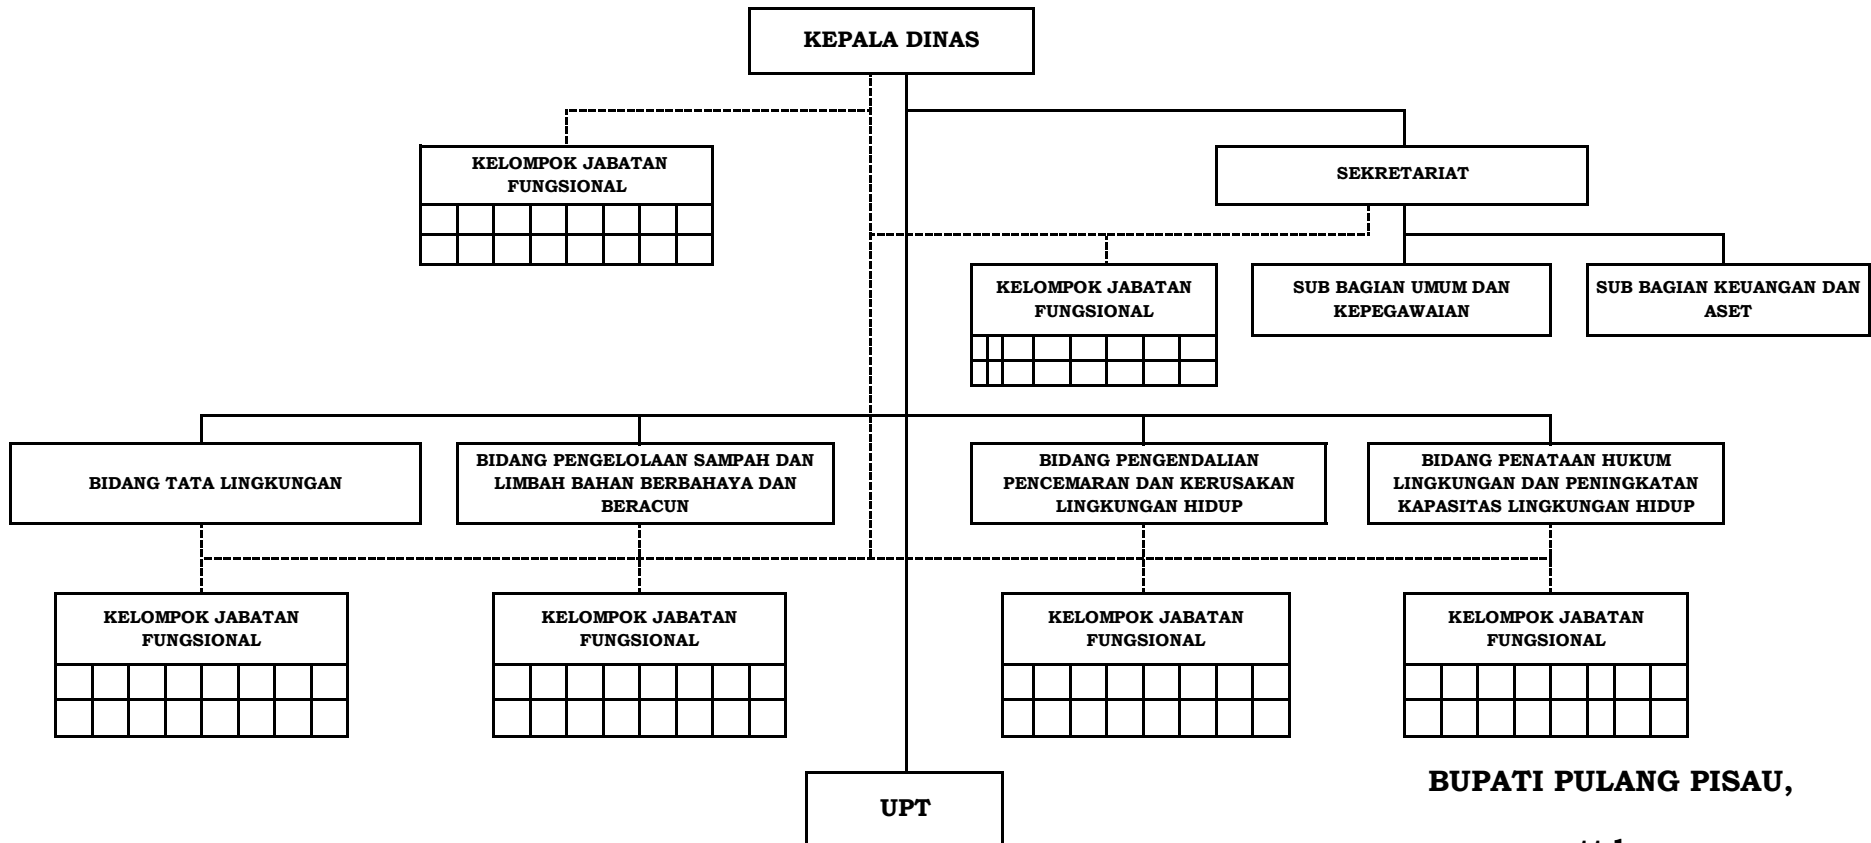 KEPALA DINAS
KELOMPOK JABATAN
FUNGSIONAL
SEKRETARIAT
KELOMPOK JABATAN
FUNGSIONAL
SUB BAGIAN UMUM DAN
KEPEGAWAIAN
SUB BAGIAN KEUANGAN DAN
ASET
BIDANG TATA LINGKUNGAN
BIDANG PENGELOLAAN SAMPAH DAN
LIMBAH BAHAN BERBAHAYA DAN
BERACUN
BIDANG PENGENDALIAN
PENCEMARAN DAN KERUSAKAN
LINGKUNGAN HIDUP
BIDANG PENATAAN HUKUM
LINGKUNGAN DAN PENINGKATAN
KAPASITAS LINGKUNGAN HIDUP
KELOMPOK JABATAN
FUNGSIONAL
KELOMPOK JABATAN
FUNGSIONAL
KELOMPOK JABATAN
FUNGSIONAL
KELOMPOK JABATAN
FUNGSIONAL
UPT
BUPATI PULANG PISAU,